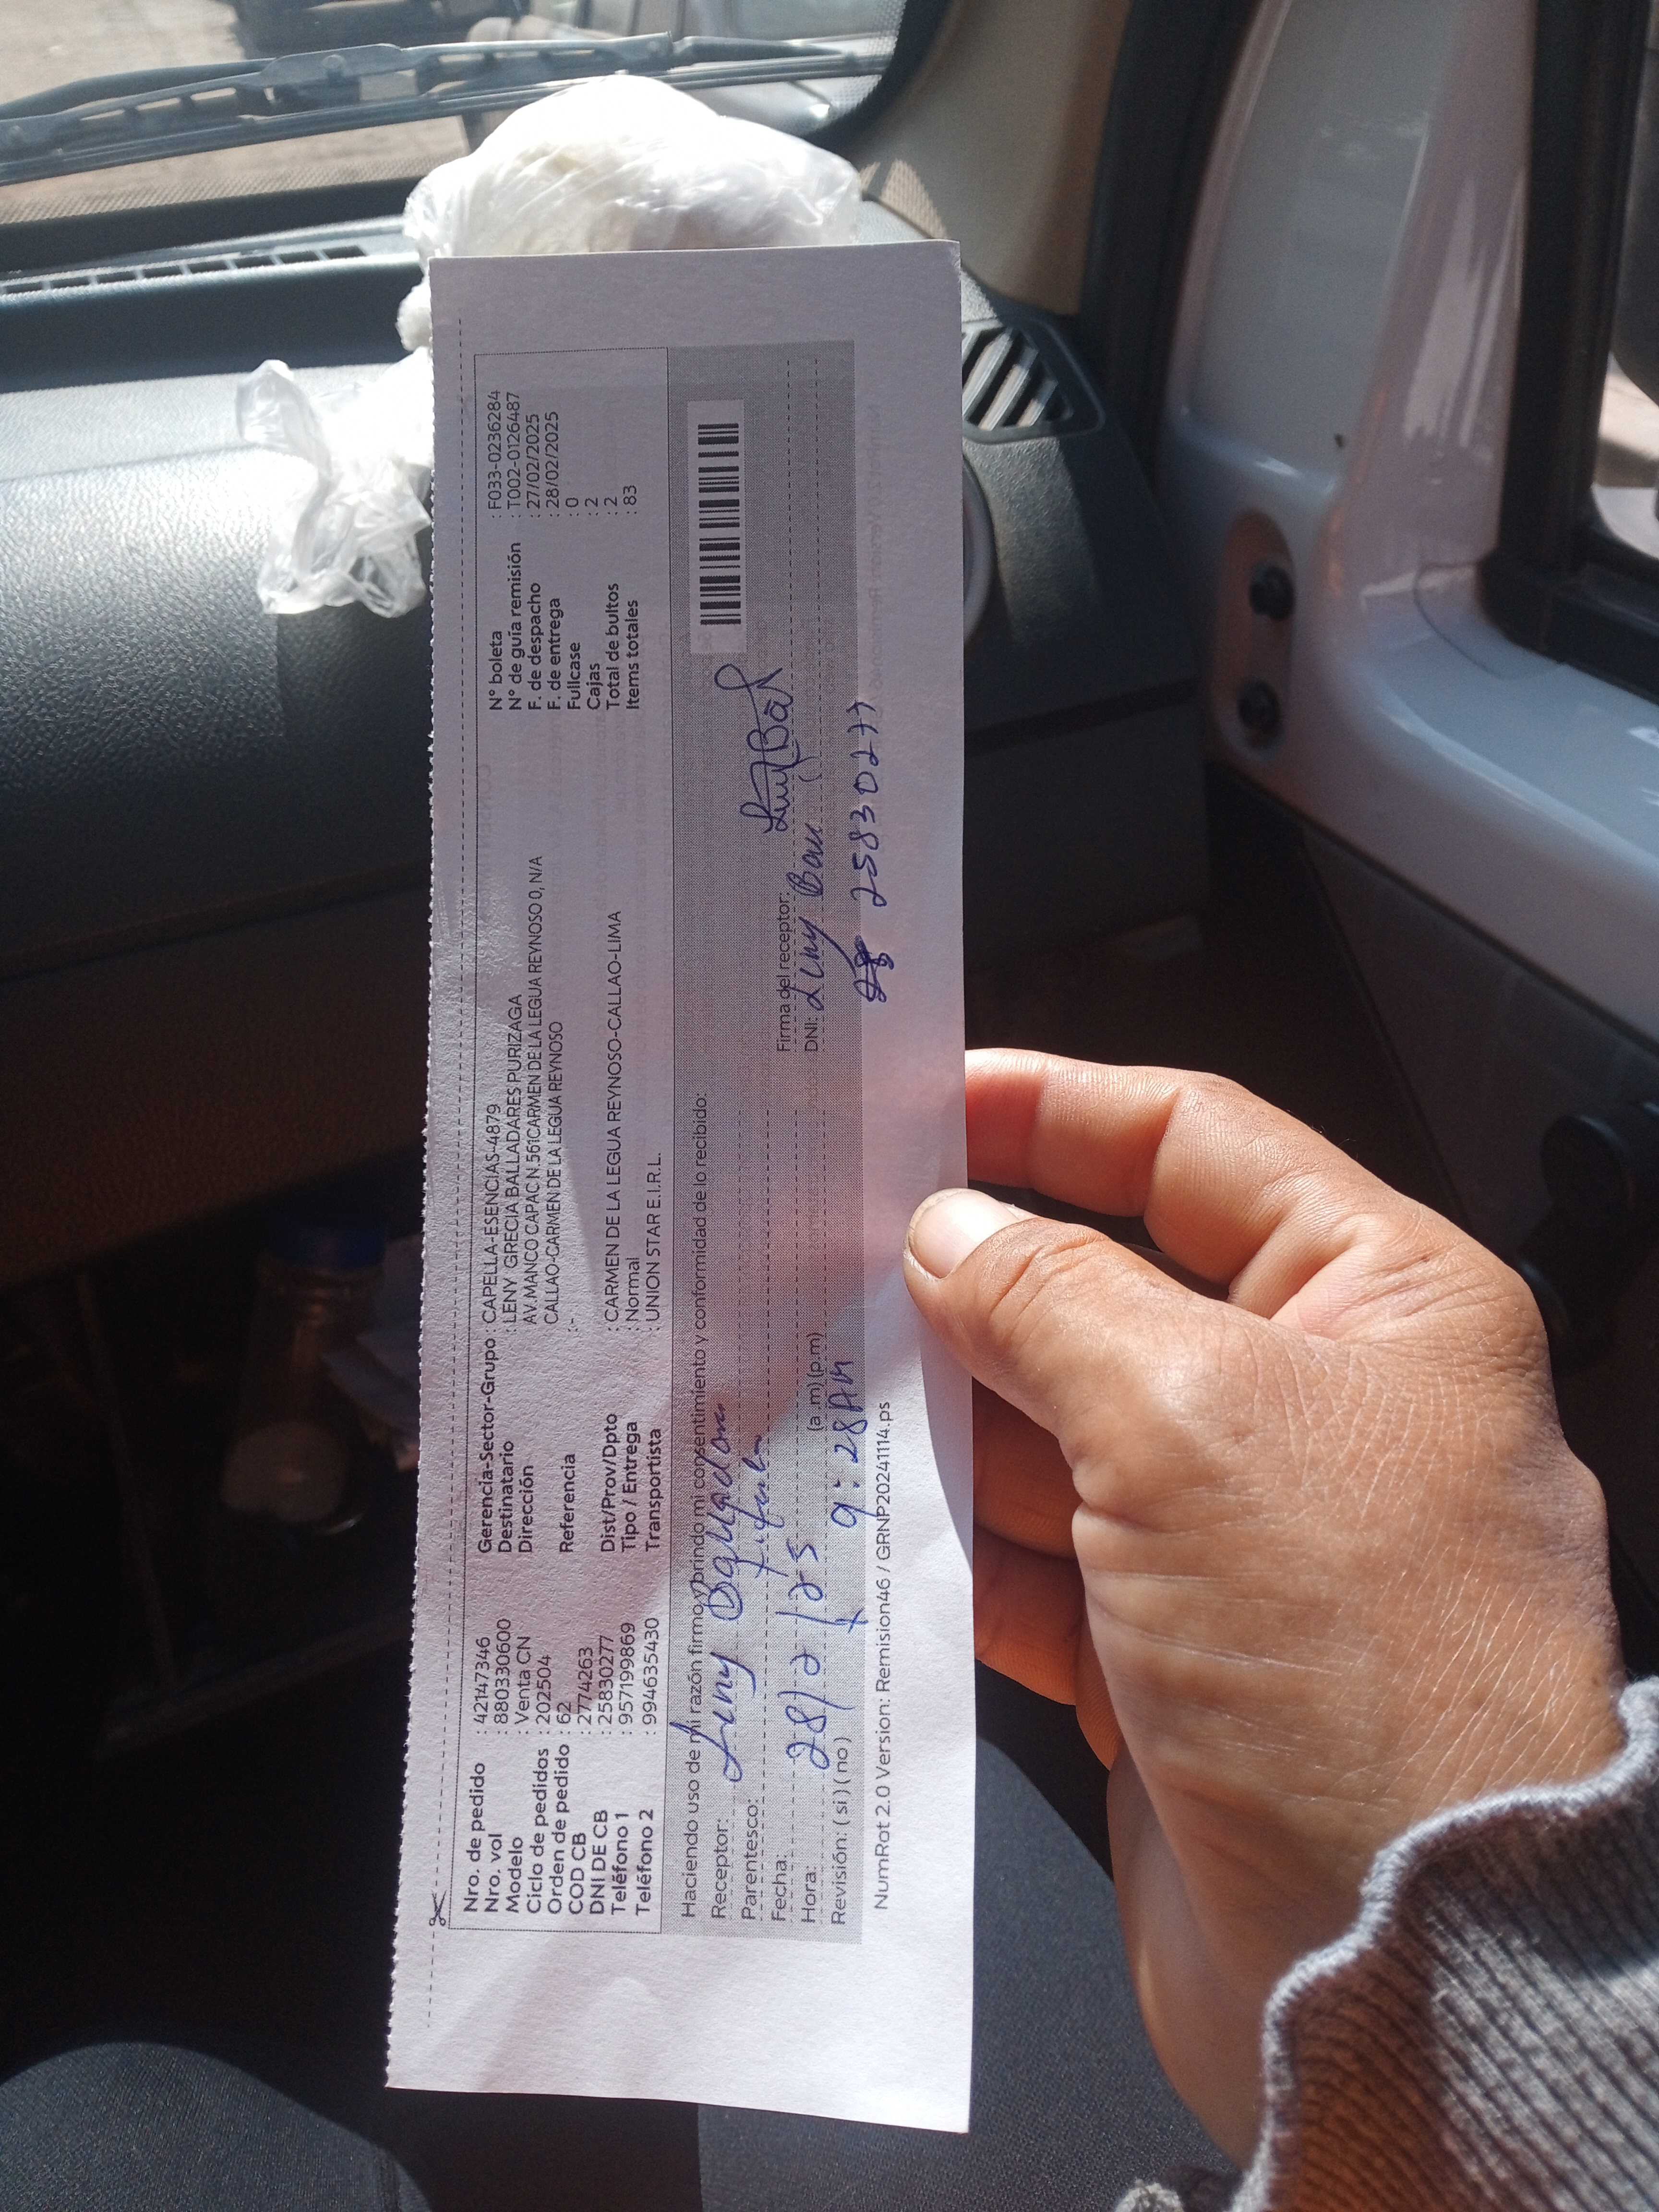 Nro. de pedido : 42147346
Nro. vol : 880330600
Modelo : Venta CN
Ciclo de pedidos : 202504
Orden de pedido : 62
COD CB : 27774263
DNI DE CB : 25830277
Teléfono 1 : 957199869
Teléfono 2 : 994635430
Gerencia-Sector-Grupo : CAPELLA-ESENCIAS-4879
Destinatario : LENY GRECIA BALLADARES PURIZAGA
Dirección AV.MANCO CAPAC N 561CARMEN DE LA LEGUA REYNOSO 0, N/A
CALLAO-CARMEN DE LA LEGUA REYNOSO
Referencia : -
Dist/Prov/Dpto : CARMEN DE LA LEGUA REYNOSO-CALLAO-LIMA
Tipo / Entrega : Normal
Transportista : UNION STAR E.I.R.L.
N° boleta : F033-0236284
N° de guía remisión : T002-0126487
F. de despacho : 27/02/2025
F. de entrega : 28/02/2025
Fullcase : 0
Cajas : 2
Total de bultos : 2
Items totales : 83
Haciendo uso de mi razón firmo y brindo mi consentimiento y conformidad de lo recibido:
Receptor: Leny
Parentesco:
Fecha: 28/2/25
Hora: (a.m) (p.m)
Revisión: ( si ) ( no ) 9:28AM
Firma del receptor:
DNI: Leny
25830277
NumRot 2.0 Version: Remision46 / GRNP20241114.ps